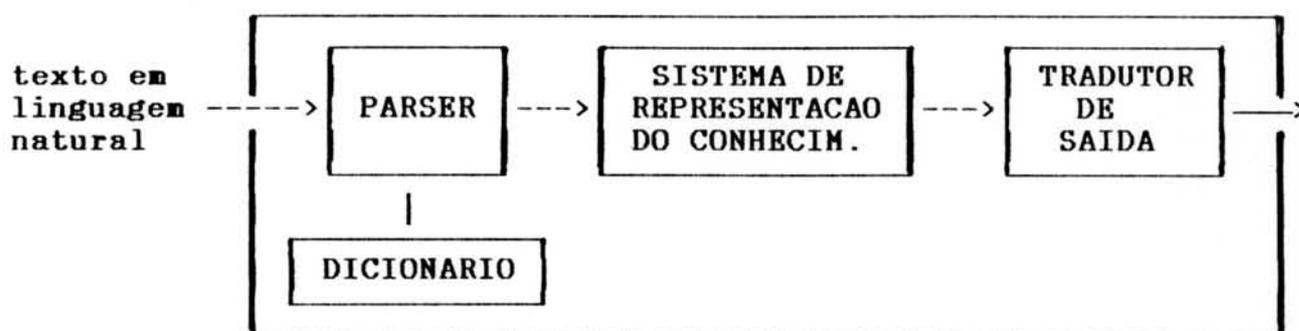 texto em
linguagem
natural
PARSER
SISTEMA DE
REPRESENTACAO
DO CONHECIM.
TRADUTOR
DE
SAIDA
DICIONARIO